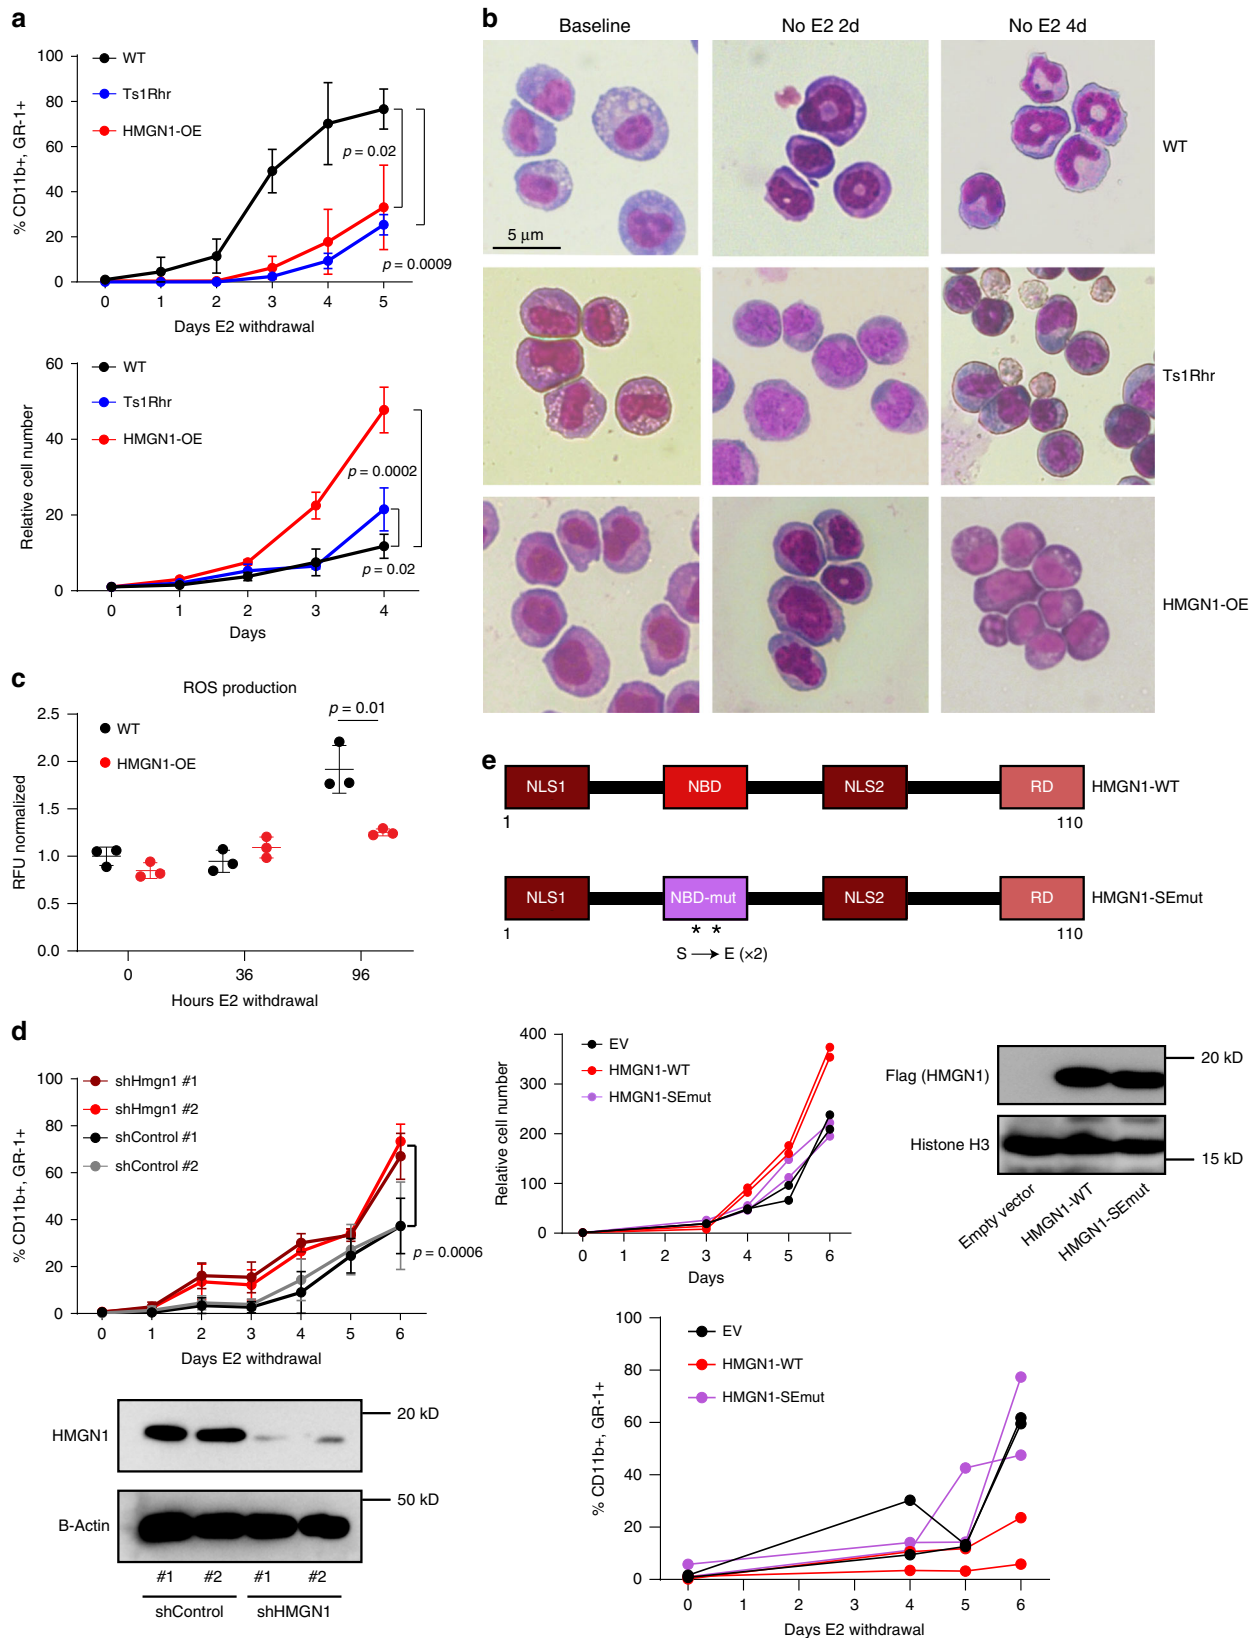 a
100
80
60
40
20
0
% CD11b+, GR-1+
WT
Ts1Rhr
HMGN1-OE
p = 0.02
p = 0.0009
0 1 2 3 4 5
Days E2 withdrawal
60
40
20
0
Relative cell number
WT
Ts1Rhr
HMGN1-OE
p = 0.0002
p = 0.02
0 1 2 3 4
Days
b
Baseline No E2 2d No E2 4d
5 μm
WT
Ts1Rhr
HMGN1-OE
c
ROS production
2.5
2.0
1.5
1.0
0.5
0.0
RFU normalized
WT
HMGN1-OE
p = 0.01
0 36 96
Hours E2 withdrawal
d
100
80
60
40
20
0
% CD11b+, GR-1+
shHmgn1 #1
shHmgn1 #2
shControl #1
shControl #2
p = 0.0006
0 1 2 3 4 5 6
Days E2 withdrawal
HMGN1
20 kD
B-Actin
50 kD
#1 #2 #1 #2
shControl shHMGN1
e
NLS1 NBD NLS2 RD HMGN1-WT
1 110
NLS1 NBD-mut NLS2 RD HMGN1-SEmut
1 * * 110
S → E (×2)
400
300
200
100
0
Relative cell number
EV
HMGN1-WT
HMGN1-SEmut
0 1 2 3 4 5 6
Days
Flag (HMGN1)
20 kD
Histone H3
15 kD
Empty vector
HMGN1-WT
HMGN1-SEmut
100
80
60
40
20
0
% CD11b+, GR-1+
EV
HMGN1-WT
HMGN1-SEmut
0 1 2 3 4 5 6
Days E2 withdrawal